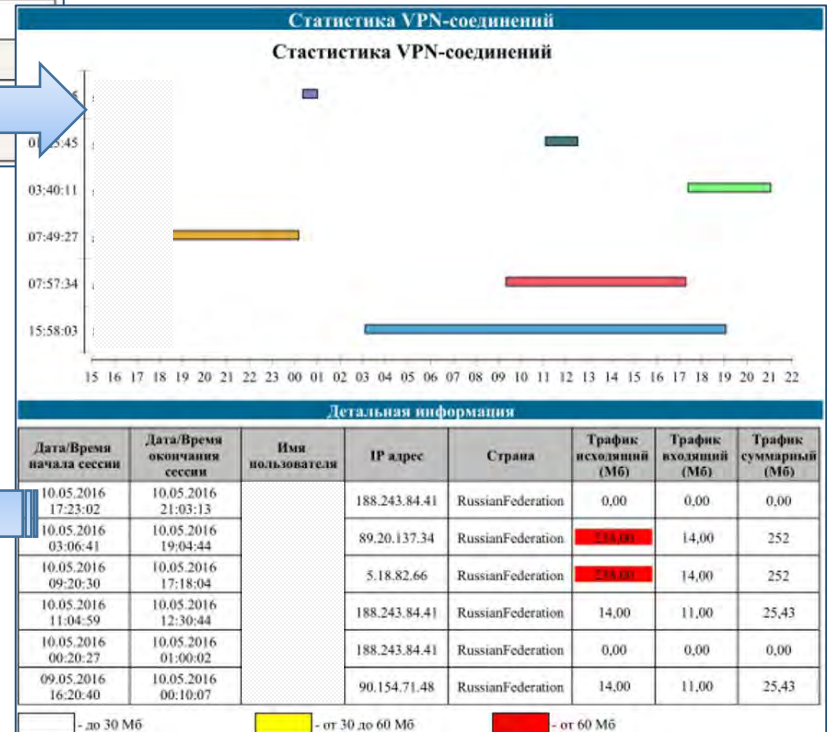 Статистика VPN-соединений
Стастистика VPN-соединений
03:40:11
07:49:27
07:57:34
15:58:03
15 16 17 18 19 20 21 22 23 00 01 02 03 04 05 06 07 08 09 10 11 12 13 14 15 16 17 18 19 20 21 22
Детальная информация
Дата/Время начала сессии
Дата/Время окончания сессии
Имя пользователя
IP адрес
Страна
Трафик исходящий (Мб)
Трафик входящий (Мб)
Трафик суммарный (Мб)
10.05.2016 17:23:02 10.05.2016 21:03:13 188.243.84.41 RussianFederation 0,00 0,00 0,00
10.05.2016 03:06:41 10.05.2016 19:04:44 89.20.137.34 RussianFederation 238,00 14,00 252
10.05.2016 09:20:30 10.05.2016 17:18:04 5.18.82.66 RussianFederation 238,00 14,00 252
10.05.2016 11:04:59 10.05.2016 12:30:44 188.243.84.41 RussianFederation 14,00 11,00 25,43
10.05.2016 00:20:27 10.05.2016 01:00:02 188.243.84.41 RussianFederation 0,00 0,00 0,00
09.05.2016 16:20:40 10.05.2016 00:10:07 90.154.71.48 RussianFederation 14,00 11,00 25,43
- до 30 Мб - от 30 до 60 Мб - от 60 Мб